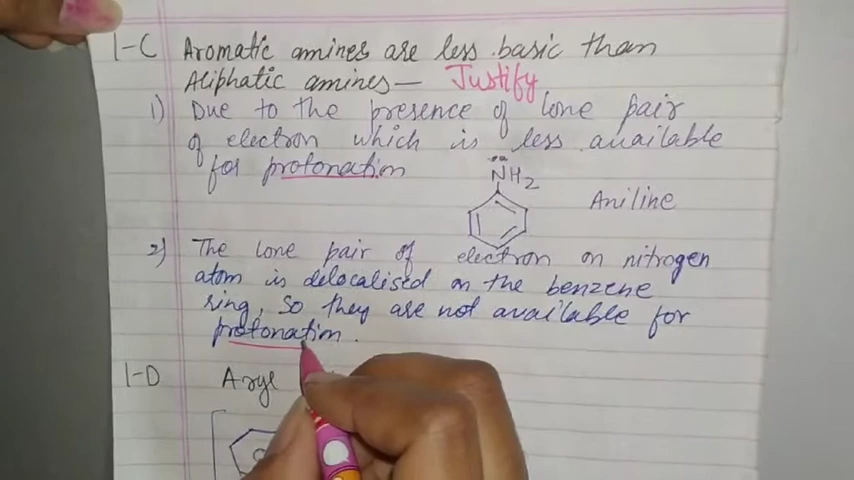 1-C Aromatic amines are less basic than
Aliphatic amines— Justify
1) Due to the presence of lone pair
of electron which is less available
for protonation
NH2
Aniline
2) The lone pair of electron on nitrogen
atom is delocalised on the benzene
ring, so they are not available for
protonation.
1-D Aryl